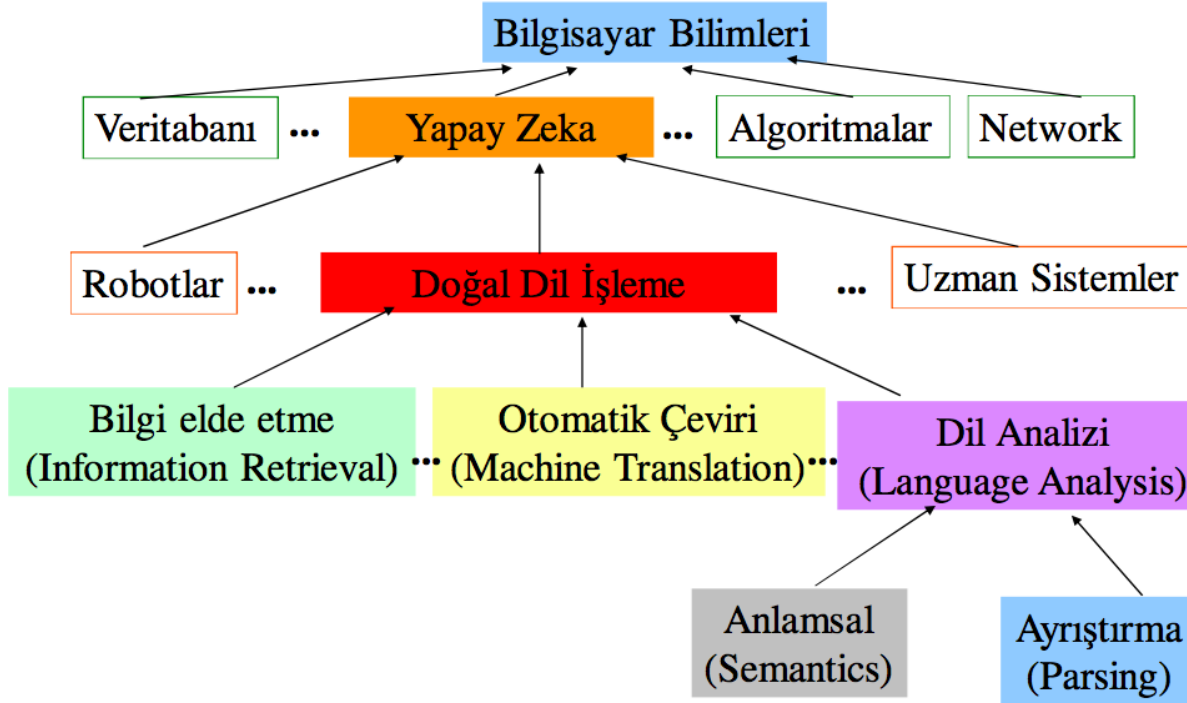 Bilgisayar Bilimleri
Veritabanı ... Yapay Zeka ... Algoritmalar Network
Robotlar ... Doğal Dil İşleme ... Uzman Sistemler
Bilgi elde etme
(Information Retrieval)
...
Otomatik Çeviri
(Machine Translation)
...
Dil Analizi
(Language Analysis)
Anlamsal
(Semantics)
Ayrıştırma
(Parsing)